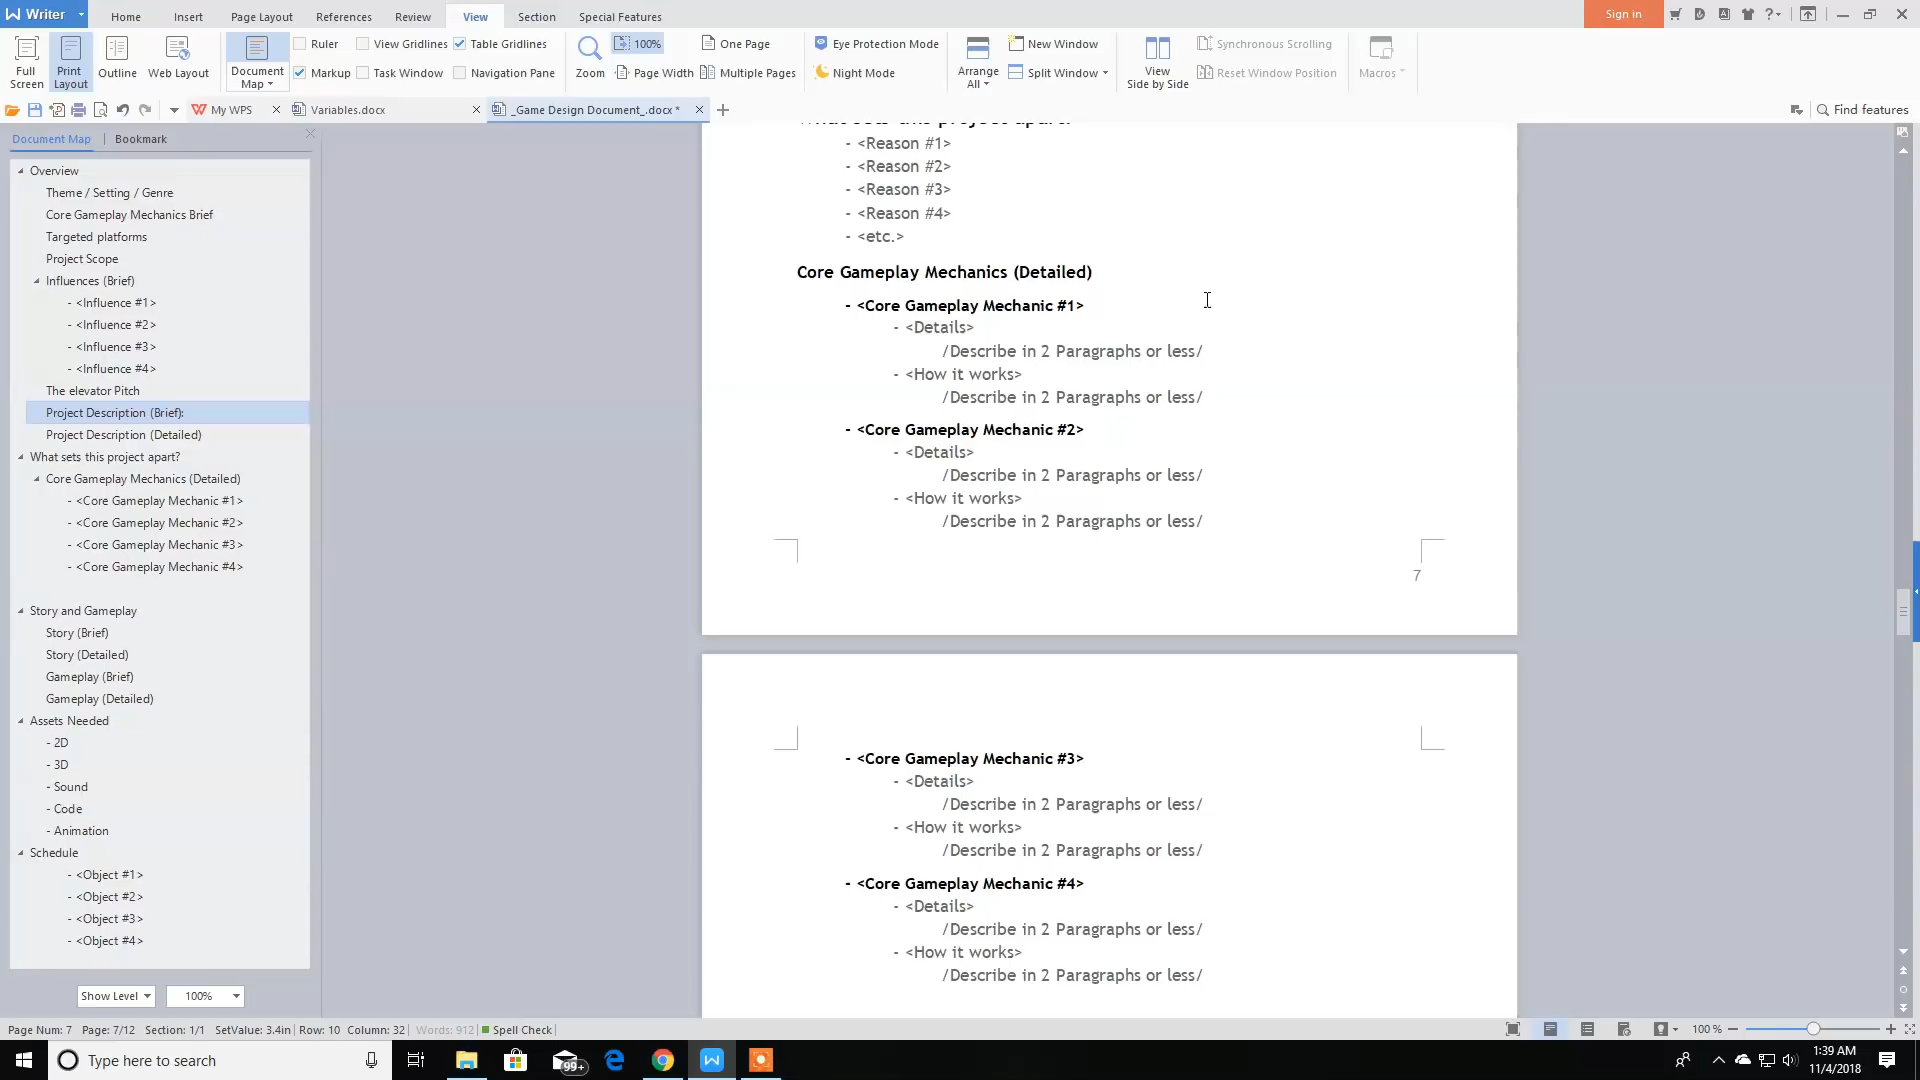 Writer
Home
Insert
Page Layout
References
Review
View
Section
Special Features
Sign in
Full Screen
Print Layout
Outline
Web Layout
Document Map
Ruler
View Gridlines
Table Gridlines
Markup
Task Window
Navigation Pane
Zoom
100%
One Page
Page Width
Multiple Pages
Eye Protection Mode
Night Mode
Arrange All
New Window
Split Window
View Side by Side
Synchronous Scrolling
Reset Window Position
Macros
My WPS
Variables.docx
_Game Design Document_.docx *
Find features
Document Map
Bookmark
Overview
Theme / Setting / Genre
Core Gameplay Mechanics Brief
Targeted platforms
Project Scope
Influences (Brief)
- <Influence #1>
- <Influence #2>
- <Influence #3>
- <Influence #4>
The elevator Pitch
Project Description (Brief):
Project Description (Detailed)
What sets this project apart?
Core Gameplay Mechanics (Detailed)
- <Core Gameplay Mechanic #1>
- <Core Gameplay Mechanic #2>
- <Core Gameplay Mechanic #3>
- <Core Gameplay Mechanic #4>
Story and Gameplay
Story (Brief)
Story (Detailed)
Gameplay (Brief)
Gameplay (Detailed)
Assets Needed
- 2D
- 3D
- Sound
- Code
- Animation
Schedule
- <Object #1>
- <Object #2>
- <Object #3>
- <Object #4>
Show Level
100%
What sets this project apart?
- <Reason #1>
- <Reason #2>
- <Reason #3>
- <Reason #4>
- <etc.>
Core Gameplay Mechanics (Detailed)
- <Core Gameplay Mechanic #1>
- <Details>
/Describe in 2 Paragraphs or less/
- <How it works>
/Describe in 2 Paragraphs or less/
- <Core Gameplay Mechanic #2>
- <Details>
/Describe in 2 Paragraphs or less/
- <How it works>
/Describe in 2 Paragraphs or less/
7
- <Core Gameplay Mechanic #3>
- <Details>
/Describe in 2 Paragraphs or less/
- <How it works>
/Describe in 2 Paragraphs or less/
- <Core Gameplay Mechanic #4>
- <Details>
/Describe in 2 Paragraphs or less/
- <How it works>
/Describe in 2 Paragraphs or less/
Page Num: 7 Page: 7/12 Section: 1/1 SetValue: 3.4in Row: 10 Column: 32 Words: 912 Spell Check
100 %
Type here to search
99+
1:39 AM
11/4/2018